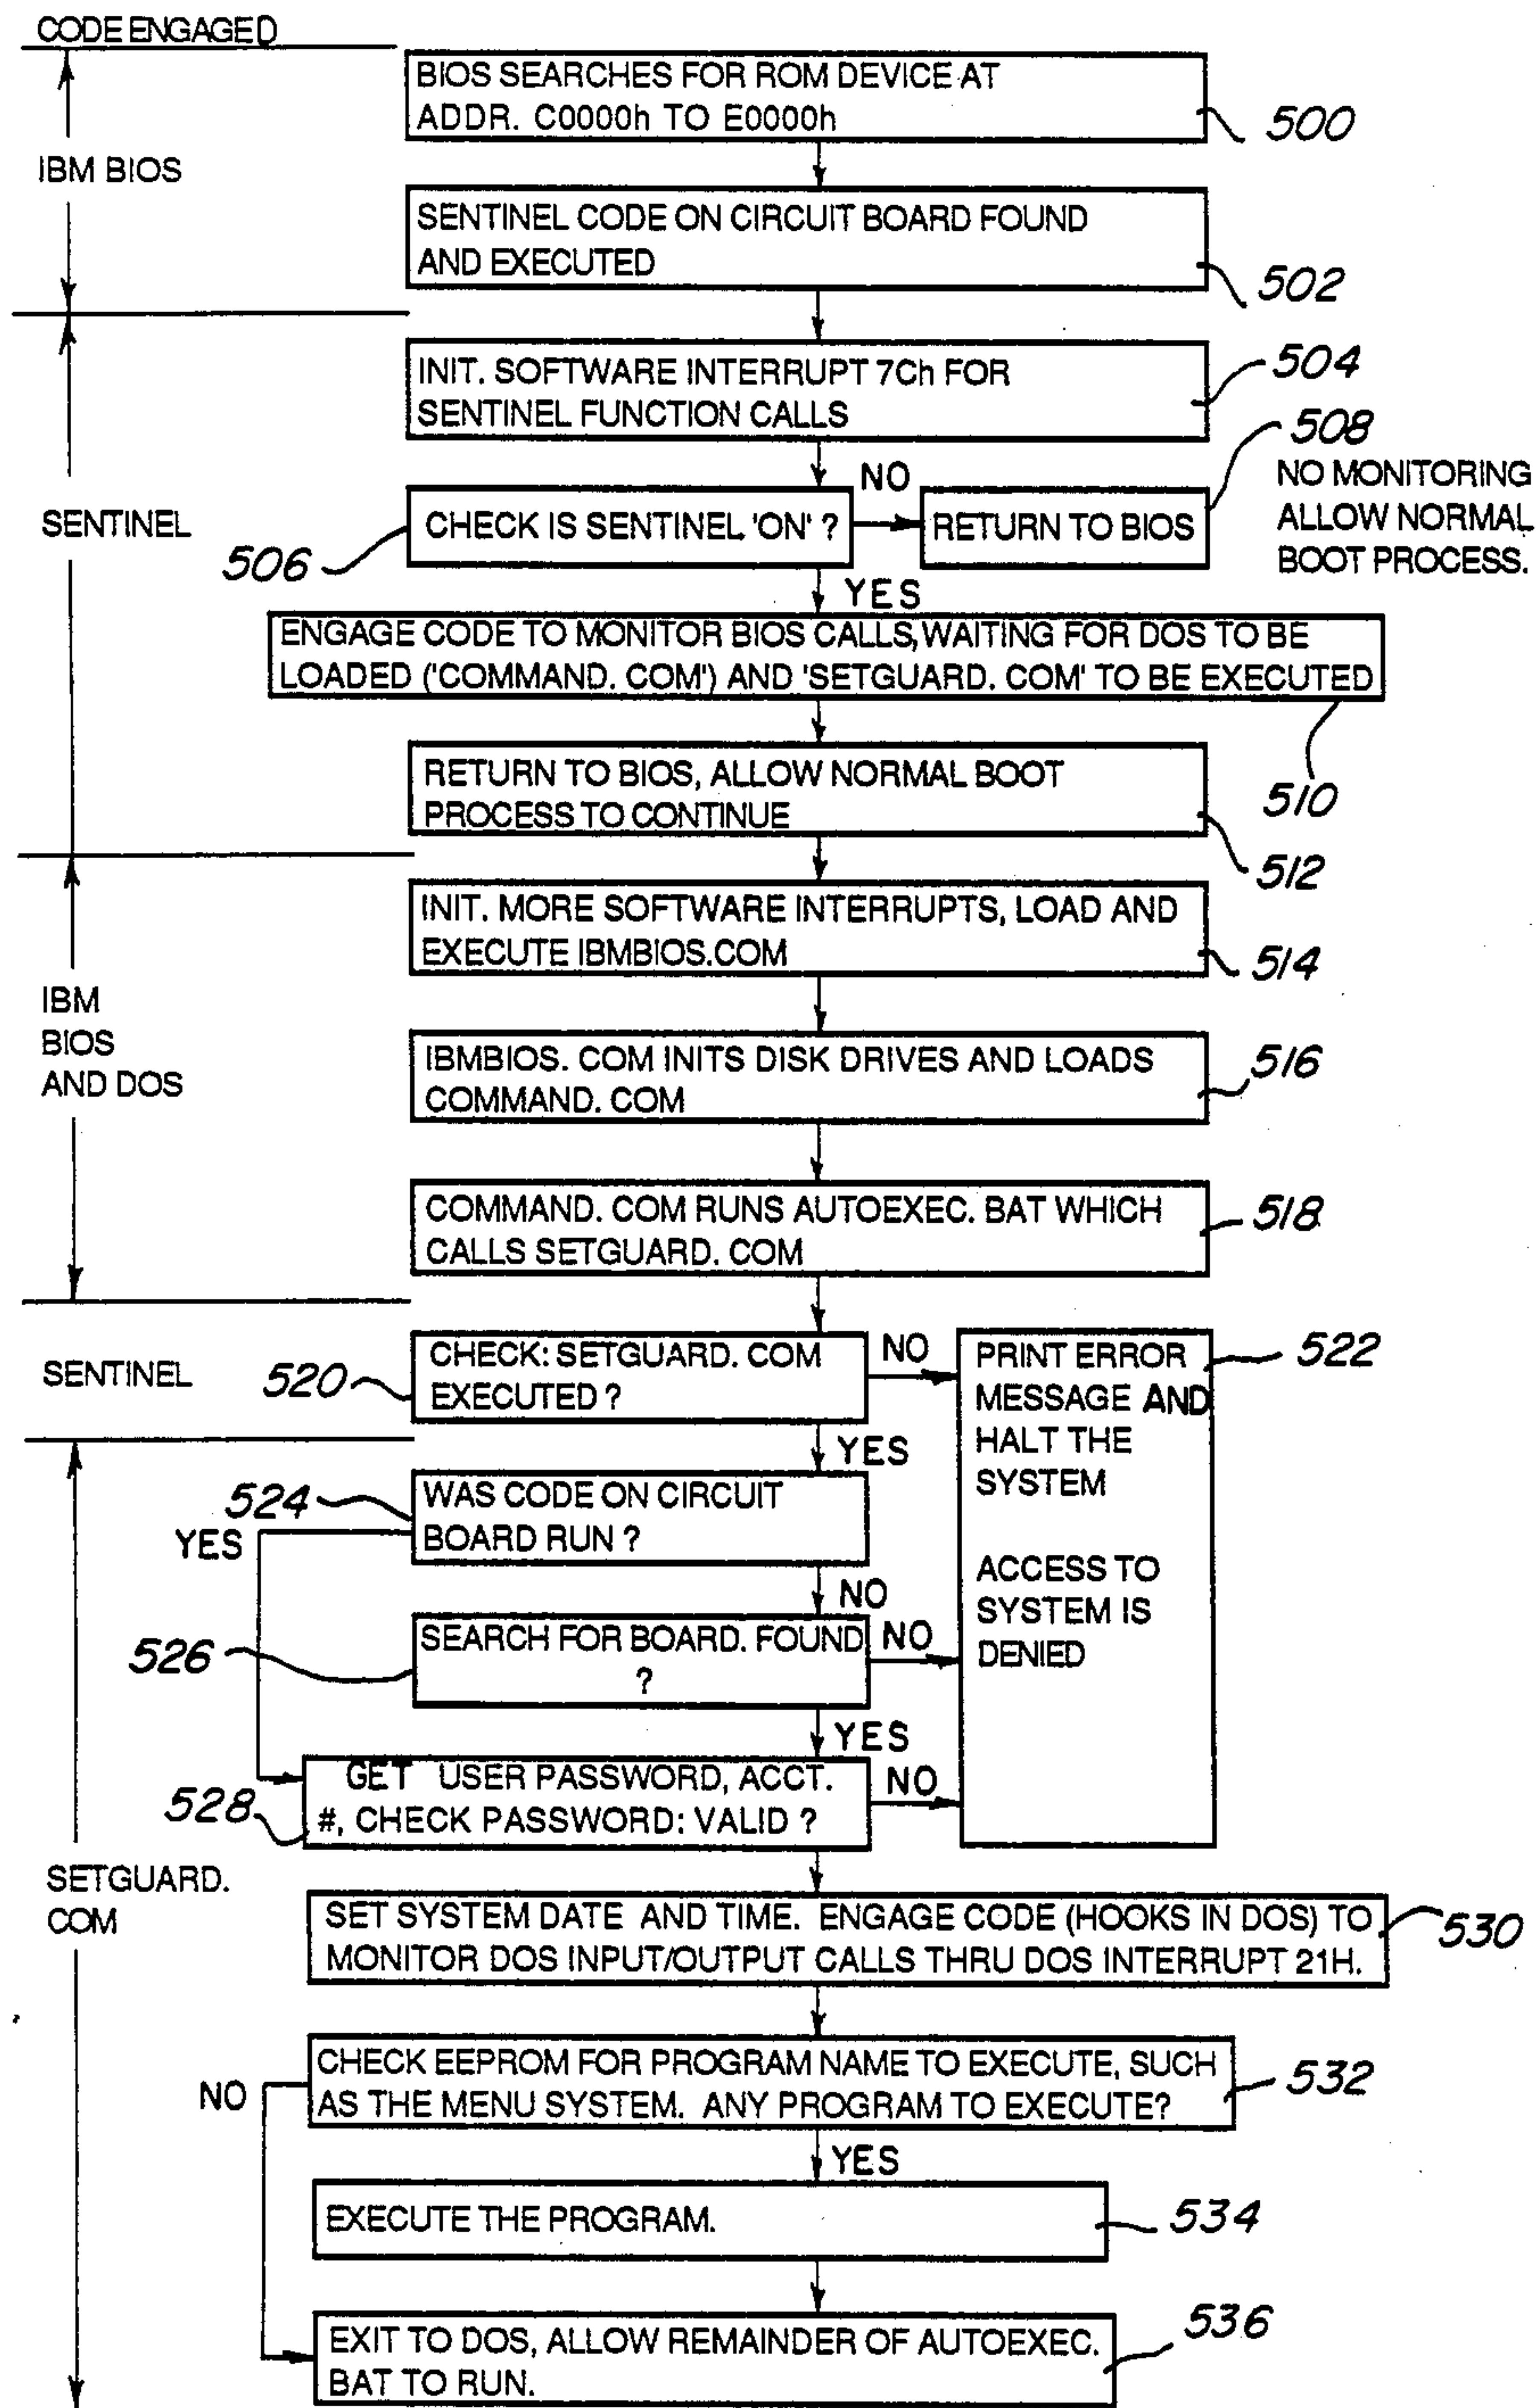 CODE ENGAGED
BIOS SEARCHES FOR ROM DEVICE AT
ADDR. C0000h TO E0000h
500
IBM BIOS
SENTINEL CODE ON CIRCUIT BOARD FOUND
AND EXECUTED
502
INIT. SOFTWARE INTERRUPT 7Ch FOR
SENTINEL FUNCTION CALLS
504
SENTINEL
CHECK IS SENTINEL 'ON' ?
506
NO
RETURN TO BIOS
508
NO MONITORING
ALLOW NORMAL
BOOT PROCESS.
YES
ENGAGE CODE TO MONITOR BIOS CALLS, WAITING FOR DOS TO BE
LOADED ('COMMAND. COM') AND 'SETGUARD. COM' TO BE EXECUTED
510
RETURN TO BIOS, ALLOW NORMAL BOOT
PROCESS TO CONTINUE
512
INIT. MORE SOFTWARE INTERRUPTS, LOAD AND
EXECUTE IBMBIOS.COM
514
IBM
BIOS
AND DOS
IBMBIOS. COM INITS DISK DRIVES AND LOADS
COMMAND. COM
516
COMMAND. COM RUNS AUTOEXEC. BAT WHICH
CALLS SETGUARD. COM
518
SENTINEL
520
CHECK: SETGUARD. COM
EXECUTED ?
NO
PRINT ERROR
MESSAGE AND
HALT THE
SYSTEM
ACCESS TO
SYSTEM IS
DENIED
522
YES
524
WAS CODE ON CIRCUIT
BOARD RUN ?
YES
NO
526
SEARCH FOR BOARD. FOUND
?
NO
YES
528
GET USER PASSWORD, ACCT.
#, CHECK PASSWORD: VALID ?
NO
SETGUARD.
COM
SET SYSTEM DATE AND TIME. ENGAGE CODE (HOOKS IN DOS) TO
MONITOR DOS INPUT/OUTPUT CALLS THRU DOS INTERRUPT 21H.
530
CHECK EEPROM FOR PROGRAM NAME TO EXECUTE, SUCH
AS THE MENU SYSTEM. ANY PROGRAM TO EXECUTE?
532
NO
YES
EXECUTE THE PROGRAM.
534
EXIT TO DOS, ALLOW REMAINDER OF AUTOEXEC.
BAT TO RUN.
536